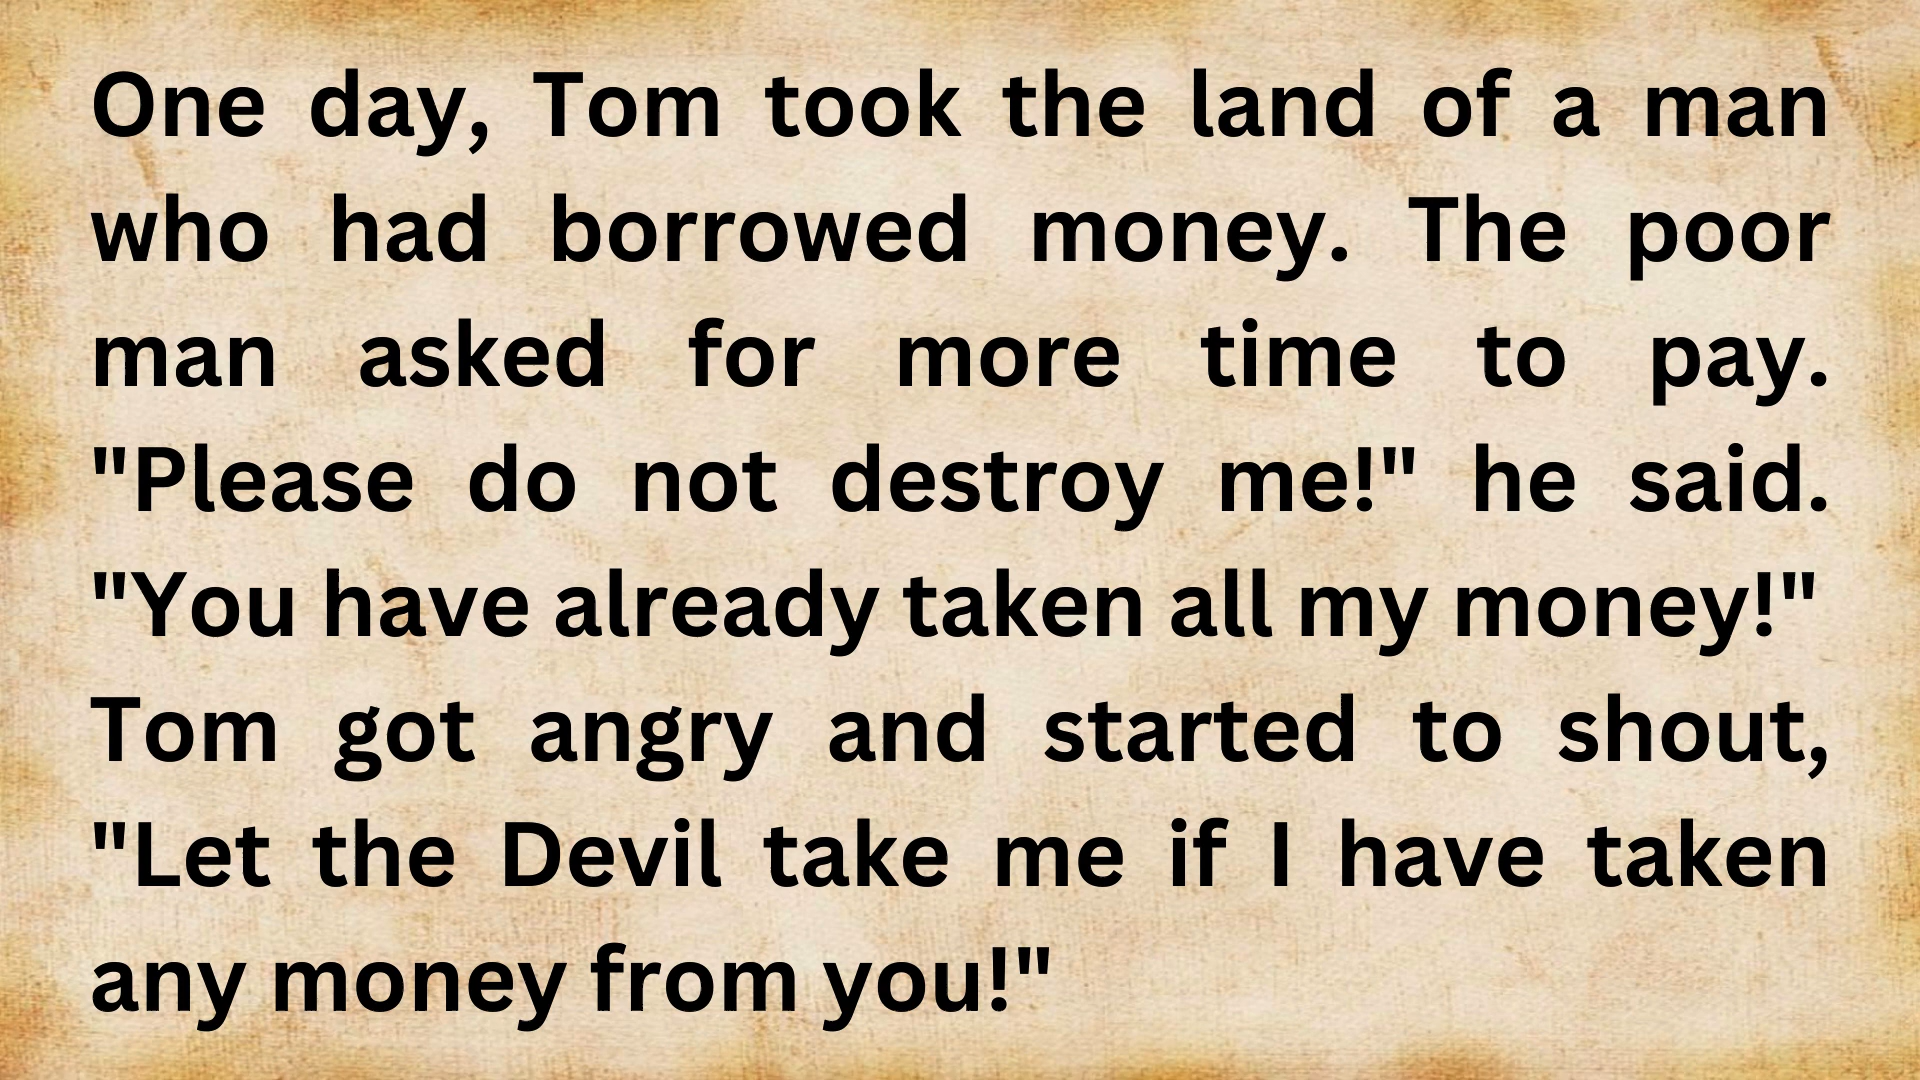 One day, Tom took the land of a man
who had borrowed money. The poor
man asked for more time to pay.
"Please do not destroy me!" he said.
"You have already taken all my money!"
Tom got angry and started to shout,
"Let the Devil take me if I have taken
any money from you!"